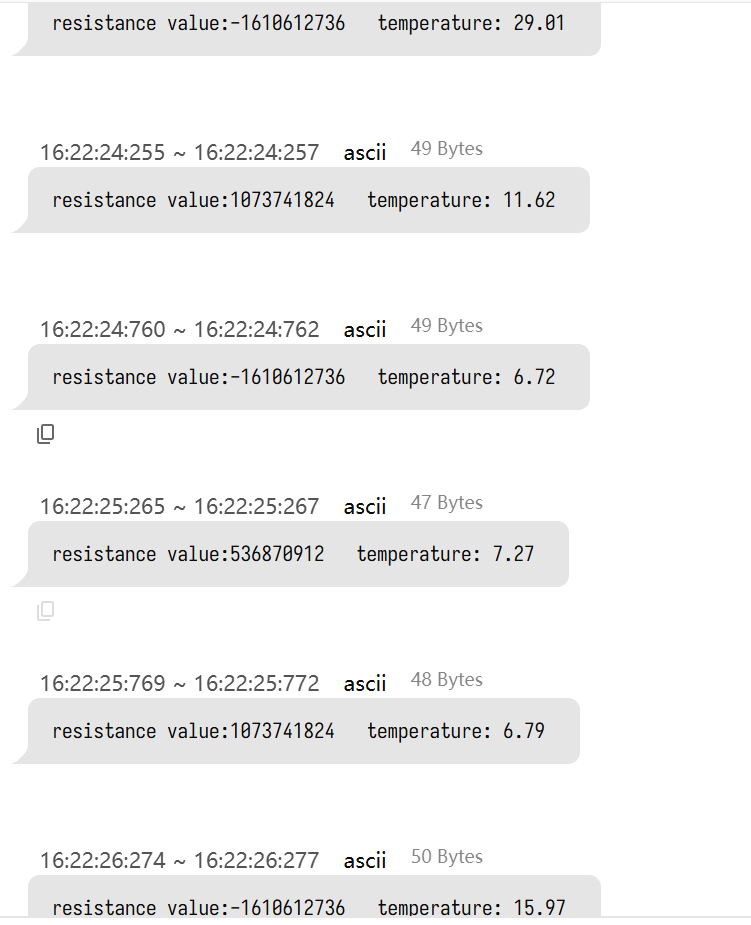 resistance value:-1610612736   temperature: 29.01
16:22:24:255 ~ 16:22:24:257 ascii 49 Bytes
resistance value:1073741824   temperature: 11.62
16:22:24:760 ~ 16:22:24:762 ascii 49 Bytes
resistance value:-1610612736   temperature: 6.72
16:22:25:265 ~ 16:22:25:267 ascii 47 Bytes
resistance value:536870912   temperature: 7.27
16:22:25:769 ~ 16:22:25:772 ascii 48 Bytes
resistance value:1073741824   temperature: 6.79
16:22:26:274 ~ 16:22:26:277 ascii 50 Bytes
resistance value:-1610612736   temperature: 15.97